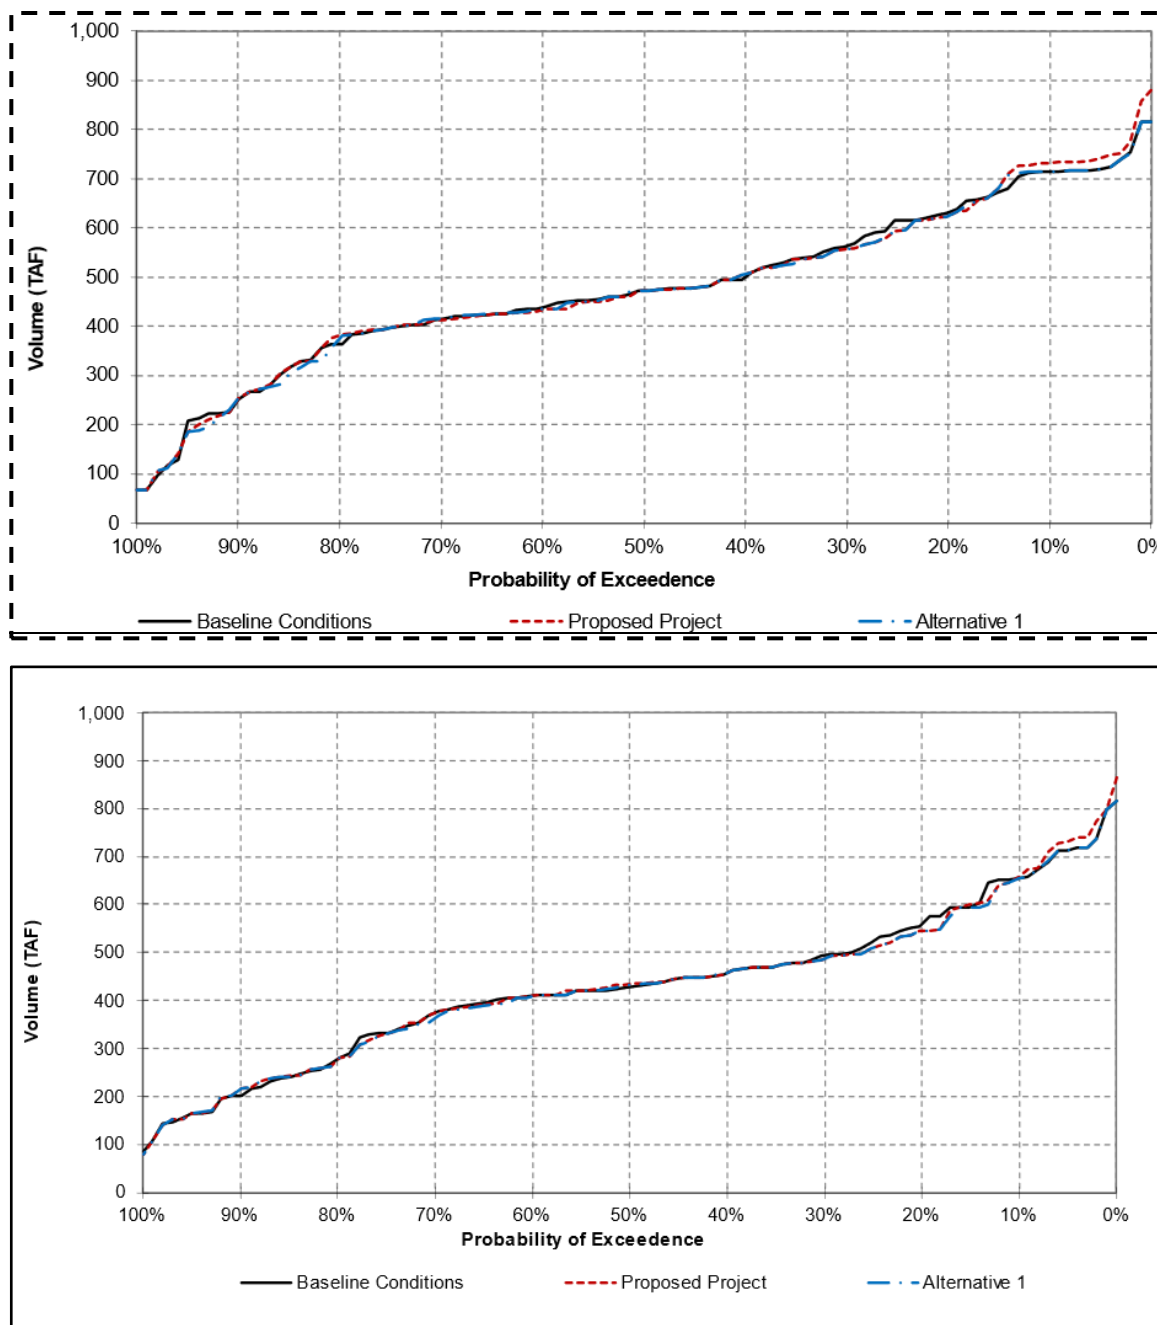 1,000
900
800
700
600
500
400
300
200
100
0
Volume (TAF)
100% 90% 80% 70% 60% 50% 40% 30% 20% 10% 0%
Probability of Exceedence
Baseline Conditions Proposed Project Alternative 1
1,000
900
800
700
600
500
400
300
200
100
0
Volume (TAF)
100% 90% 80% 70% 60% 50% 40% 30% 20% 10% 0%
Probability of Exceedence
Baseline Conditions Proposed Project Alternative 1